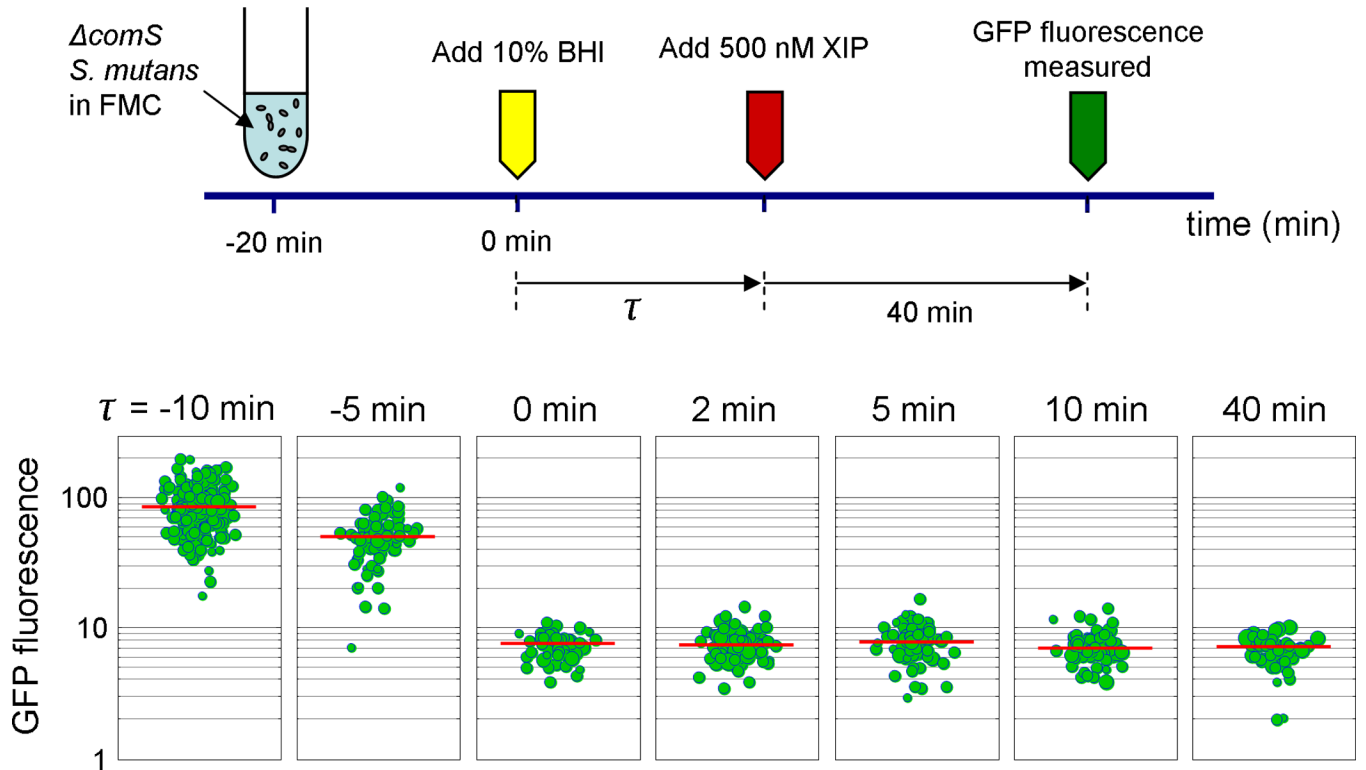 ΔcomS
S. mutans
in FMC
Add 10% BHI
Add 500 nM XIP
GFP fluorescence
measured
-20 min
0 min
time (min)
τ
40 min
τ = -10 min
-5 min
0 min
2 min
5 min
10 min
40 min
GFP fluorescence
100
10
1